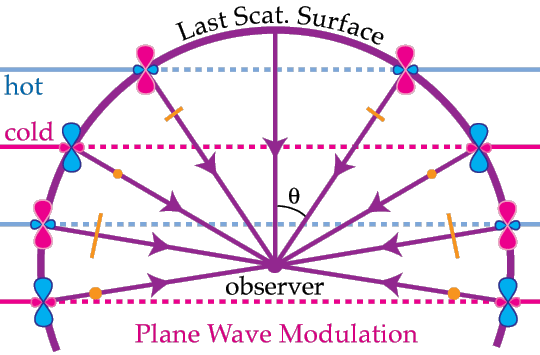 Last Scat. Surface
hot
cold
θ
observer
Plane Wave Modulation